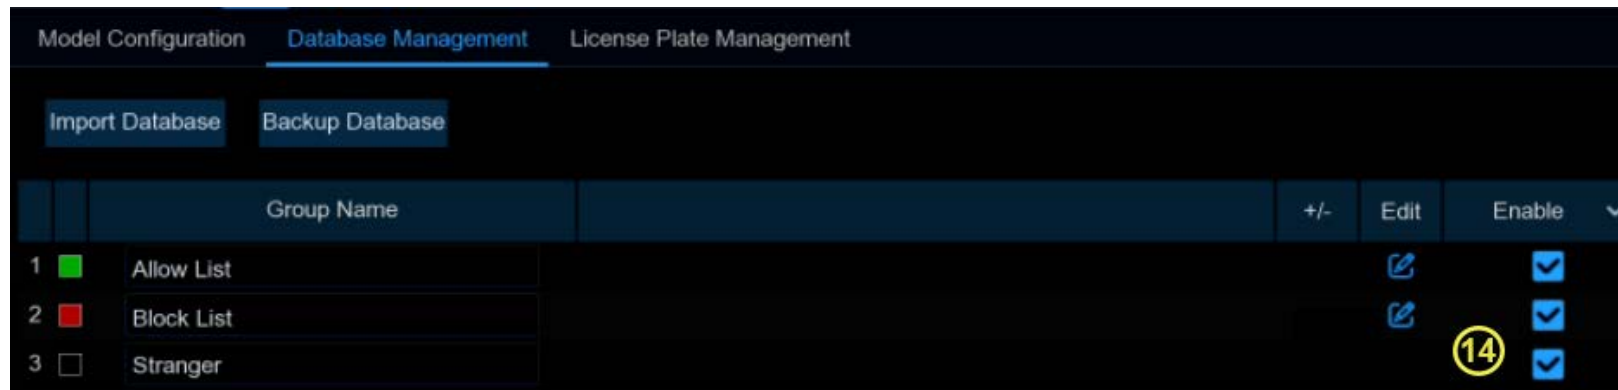 Model Configuration Database Management License Plate Management
Import Database Backup Database
Group Name +/- Edit Enable
1 Allow List
2 Block List
3 Stranger 14